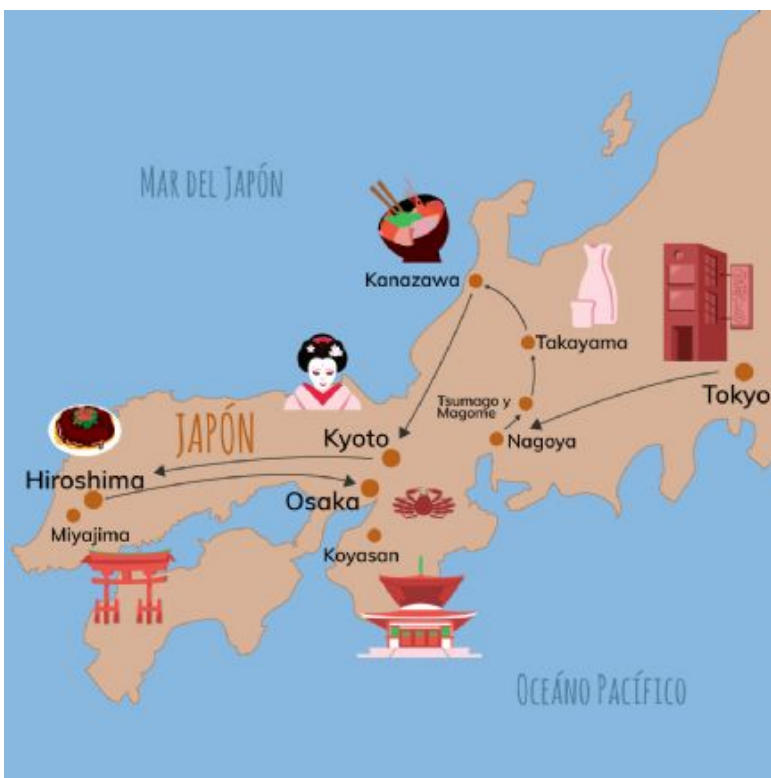 Mar del Japón
Kanazawa
Takayama
Tokyo
Tsumago y
Magome
Nagoya
JAPÓN
Kyoto
Hiroshima
Osaka
Miyajima
Koyasan
Oceáno Pacífico